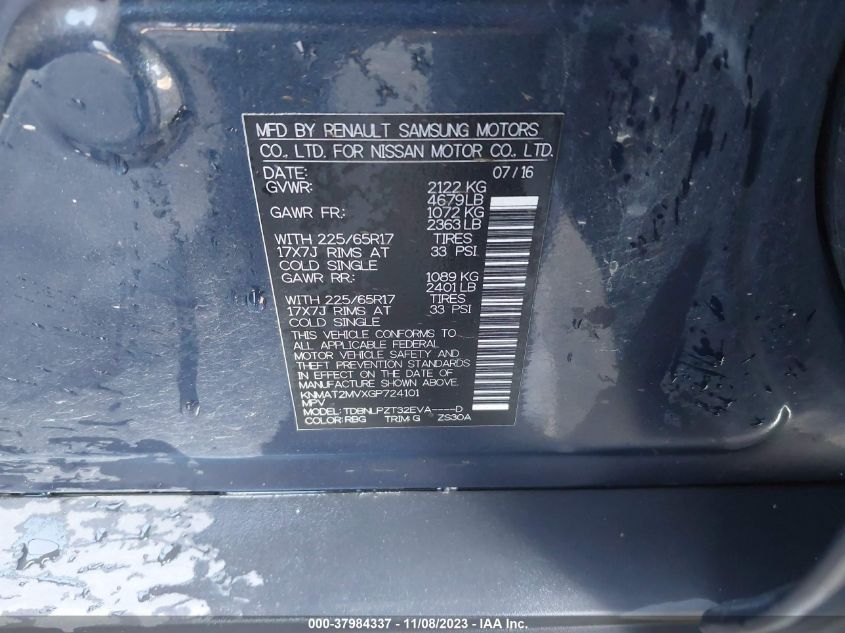 MFD BY RENAULT SAMSUNG MOTORS
CO., LTD. FOR NISSAN MOTOR CO., LTD.
DATE: 07/16
GVWR: 2122 KG
4679LB
GAWR FR.: 1072 KG
2363LB
WITH 225/65R17 TIRES
17X7J RIMS AT 33 PSI
COLD SINGLE
GAWR RR.: 1089 KG
2401LB
WITH 225/65R17 TIRES
17X7J RIMS AT 33 PSI
COLD SINGLE
THIS VEHICLE CONFORMS TO
ALL APPLICABLE FEDERAL
MOTOR VEHICLE SAFETY AND
THEFT PREVENTION STANDARDS
IN EFFECT ON THE DATE OF
MANUFACTURE SHOWN ABOVE.
KNMAT2MVXGP724101
MPV
MODEL: TDBNLPZT32EVA----D
COLOR: RBG TRIM: G ZS30A
000-37984337 - 11/08/2023 - IAA Inc.